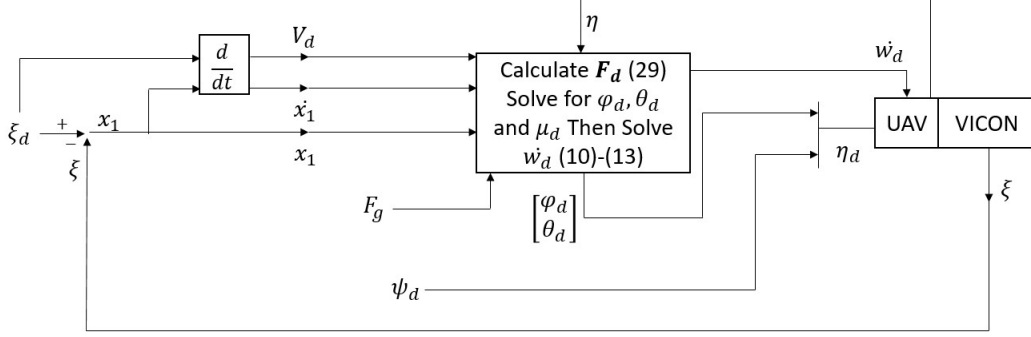 η
V_d
d
dt
ẇ_d
ẋ_1
Calculate F_d (29)
Solve for φ_d, θ_d
and μ_d Then Solve
ẇ_d (10)-(13)
UAV
VICON
ξ_d
+
−
x_1
x_1
ξ
η_d
F_g
[φ_d
θ_d]
ξ
ψ_d